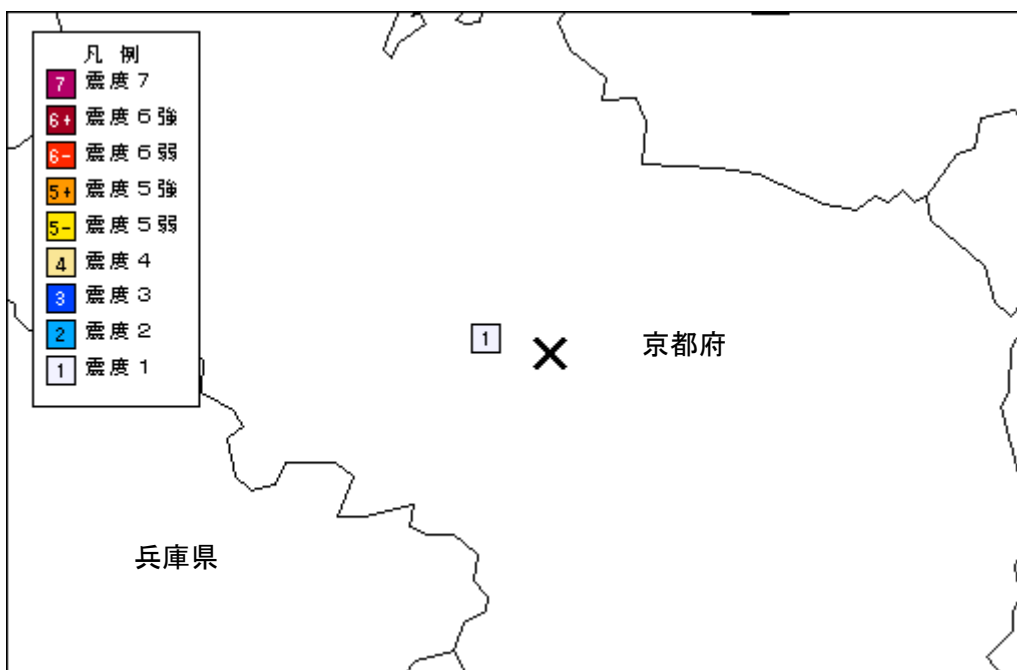 凡 例
7 震度７
6+ 震度６強
6- 震度６弱
5+ 震度５強
5- 震度５弱
4 震度４
3 震度３
2 震度２
1 震度１
1
京都府
兵庫県